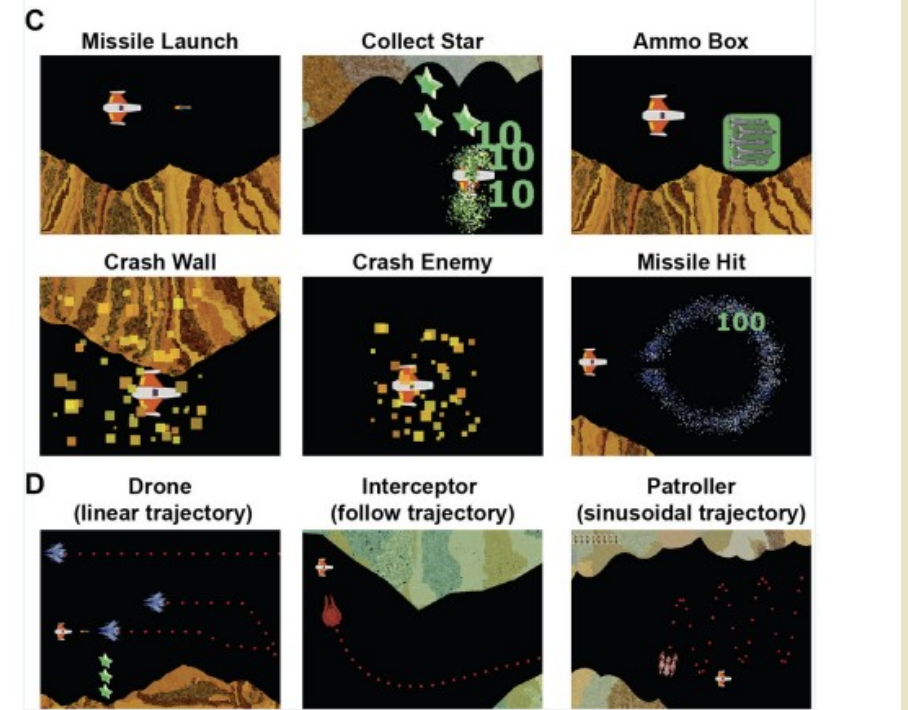 C
Missile Launch
Collect Star
Ammo Box
10
10
10
Crash Wall
Crash Enemy
Missile Hit
100
D
Drone
(linear trajectory)
Interceptor
(follow trajectory)
Patroller
(sinusoidal trajectory)